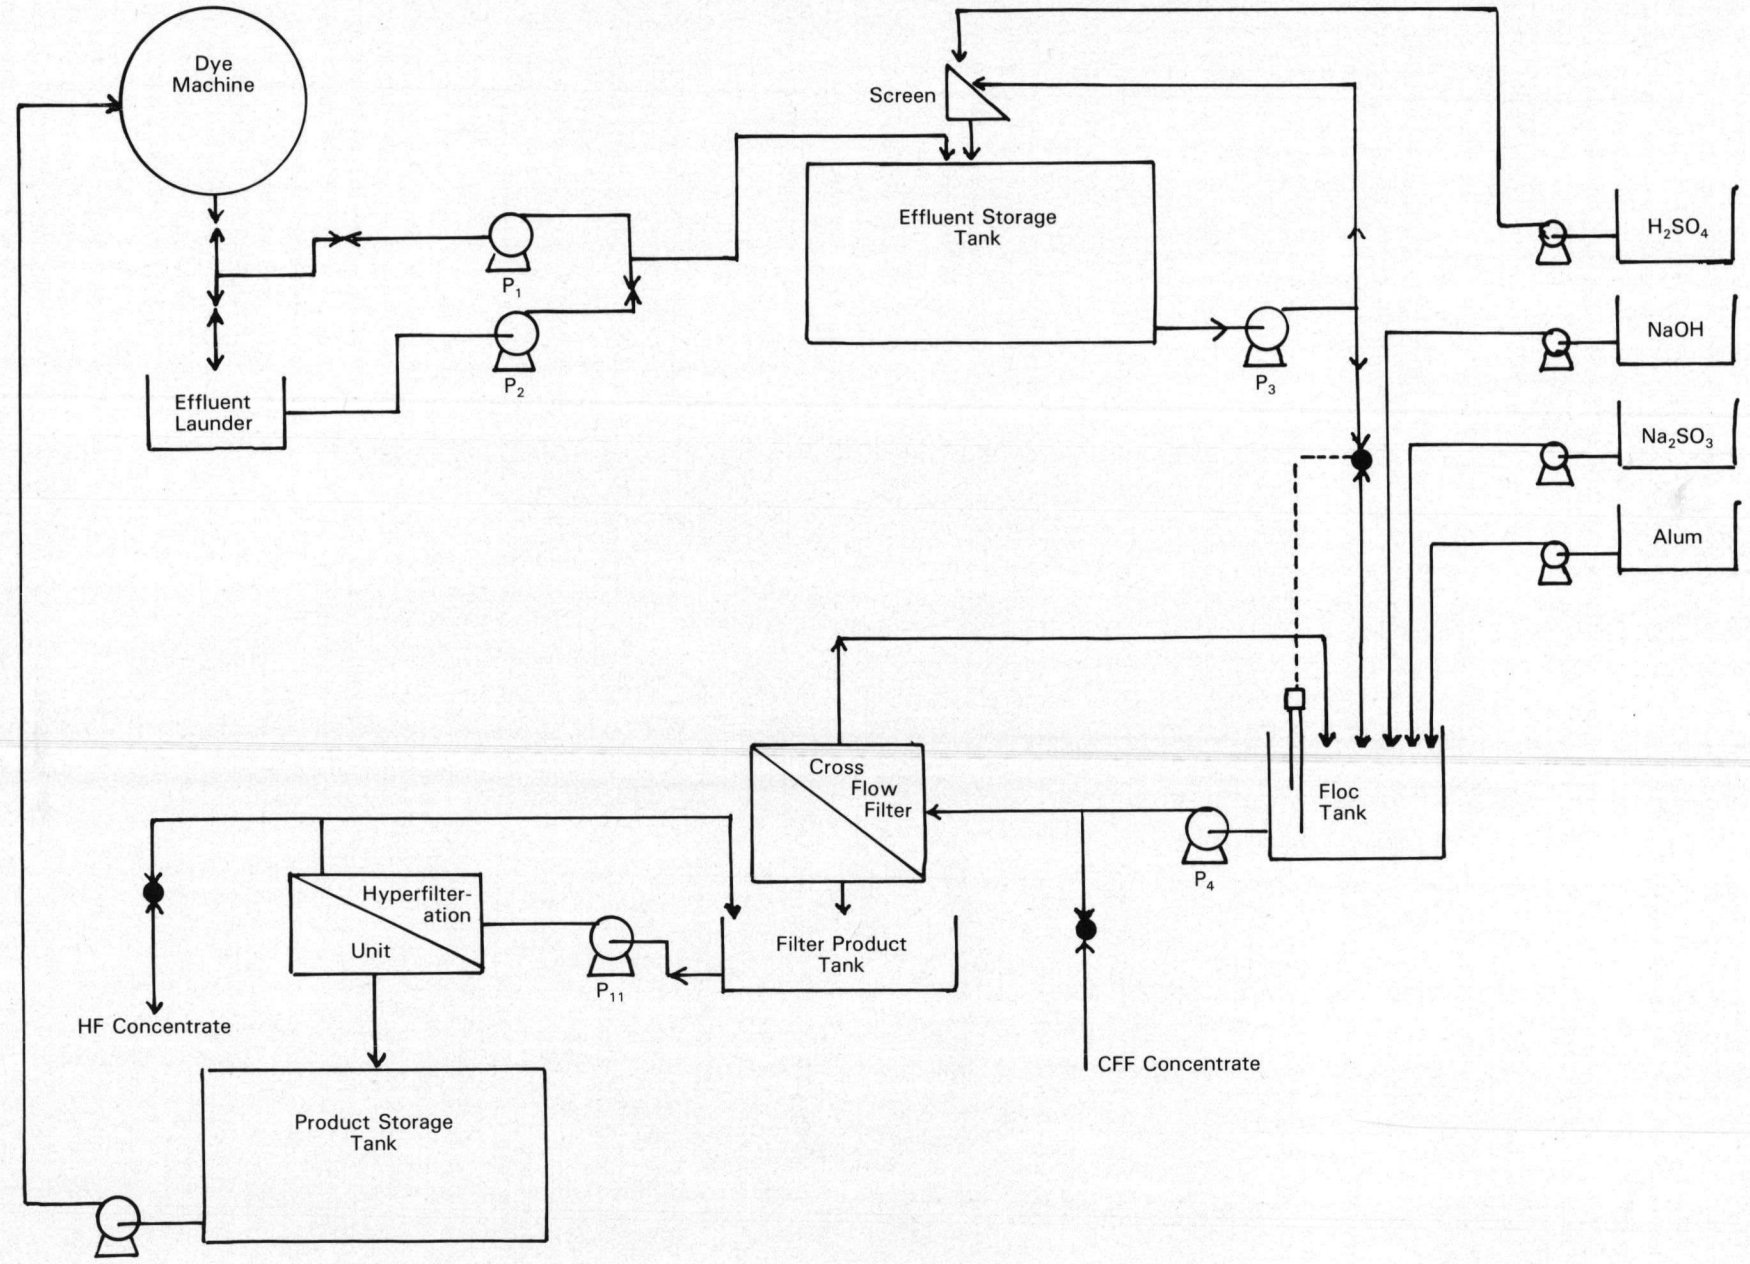 Dye
Machine
Screen
Effluent Storage
Tank
H₂SO₄
P₁
NaOH
P₂
P₃
Effluent
Launder
Na₂SO₃
Alum
Cross
Flow
Filter
Floc
Tank
P₄
Hyperfilter-
ation
Unit
Filter Product
Tank
P₁₁
HF Concentrate
CFF Concentrate
Product Storage
Tank